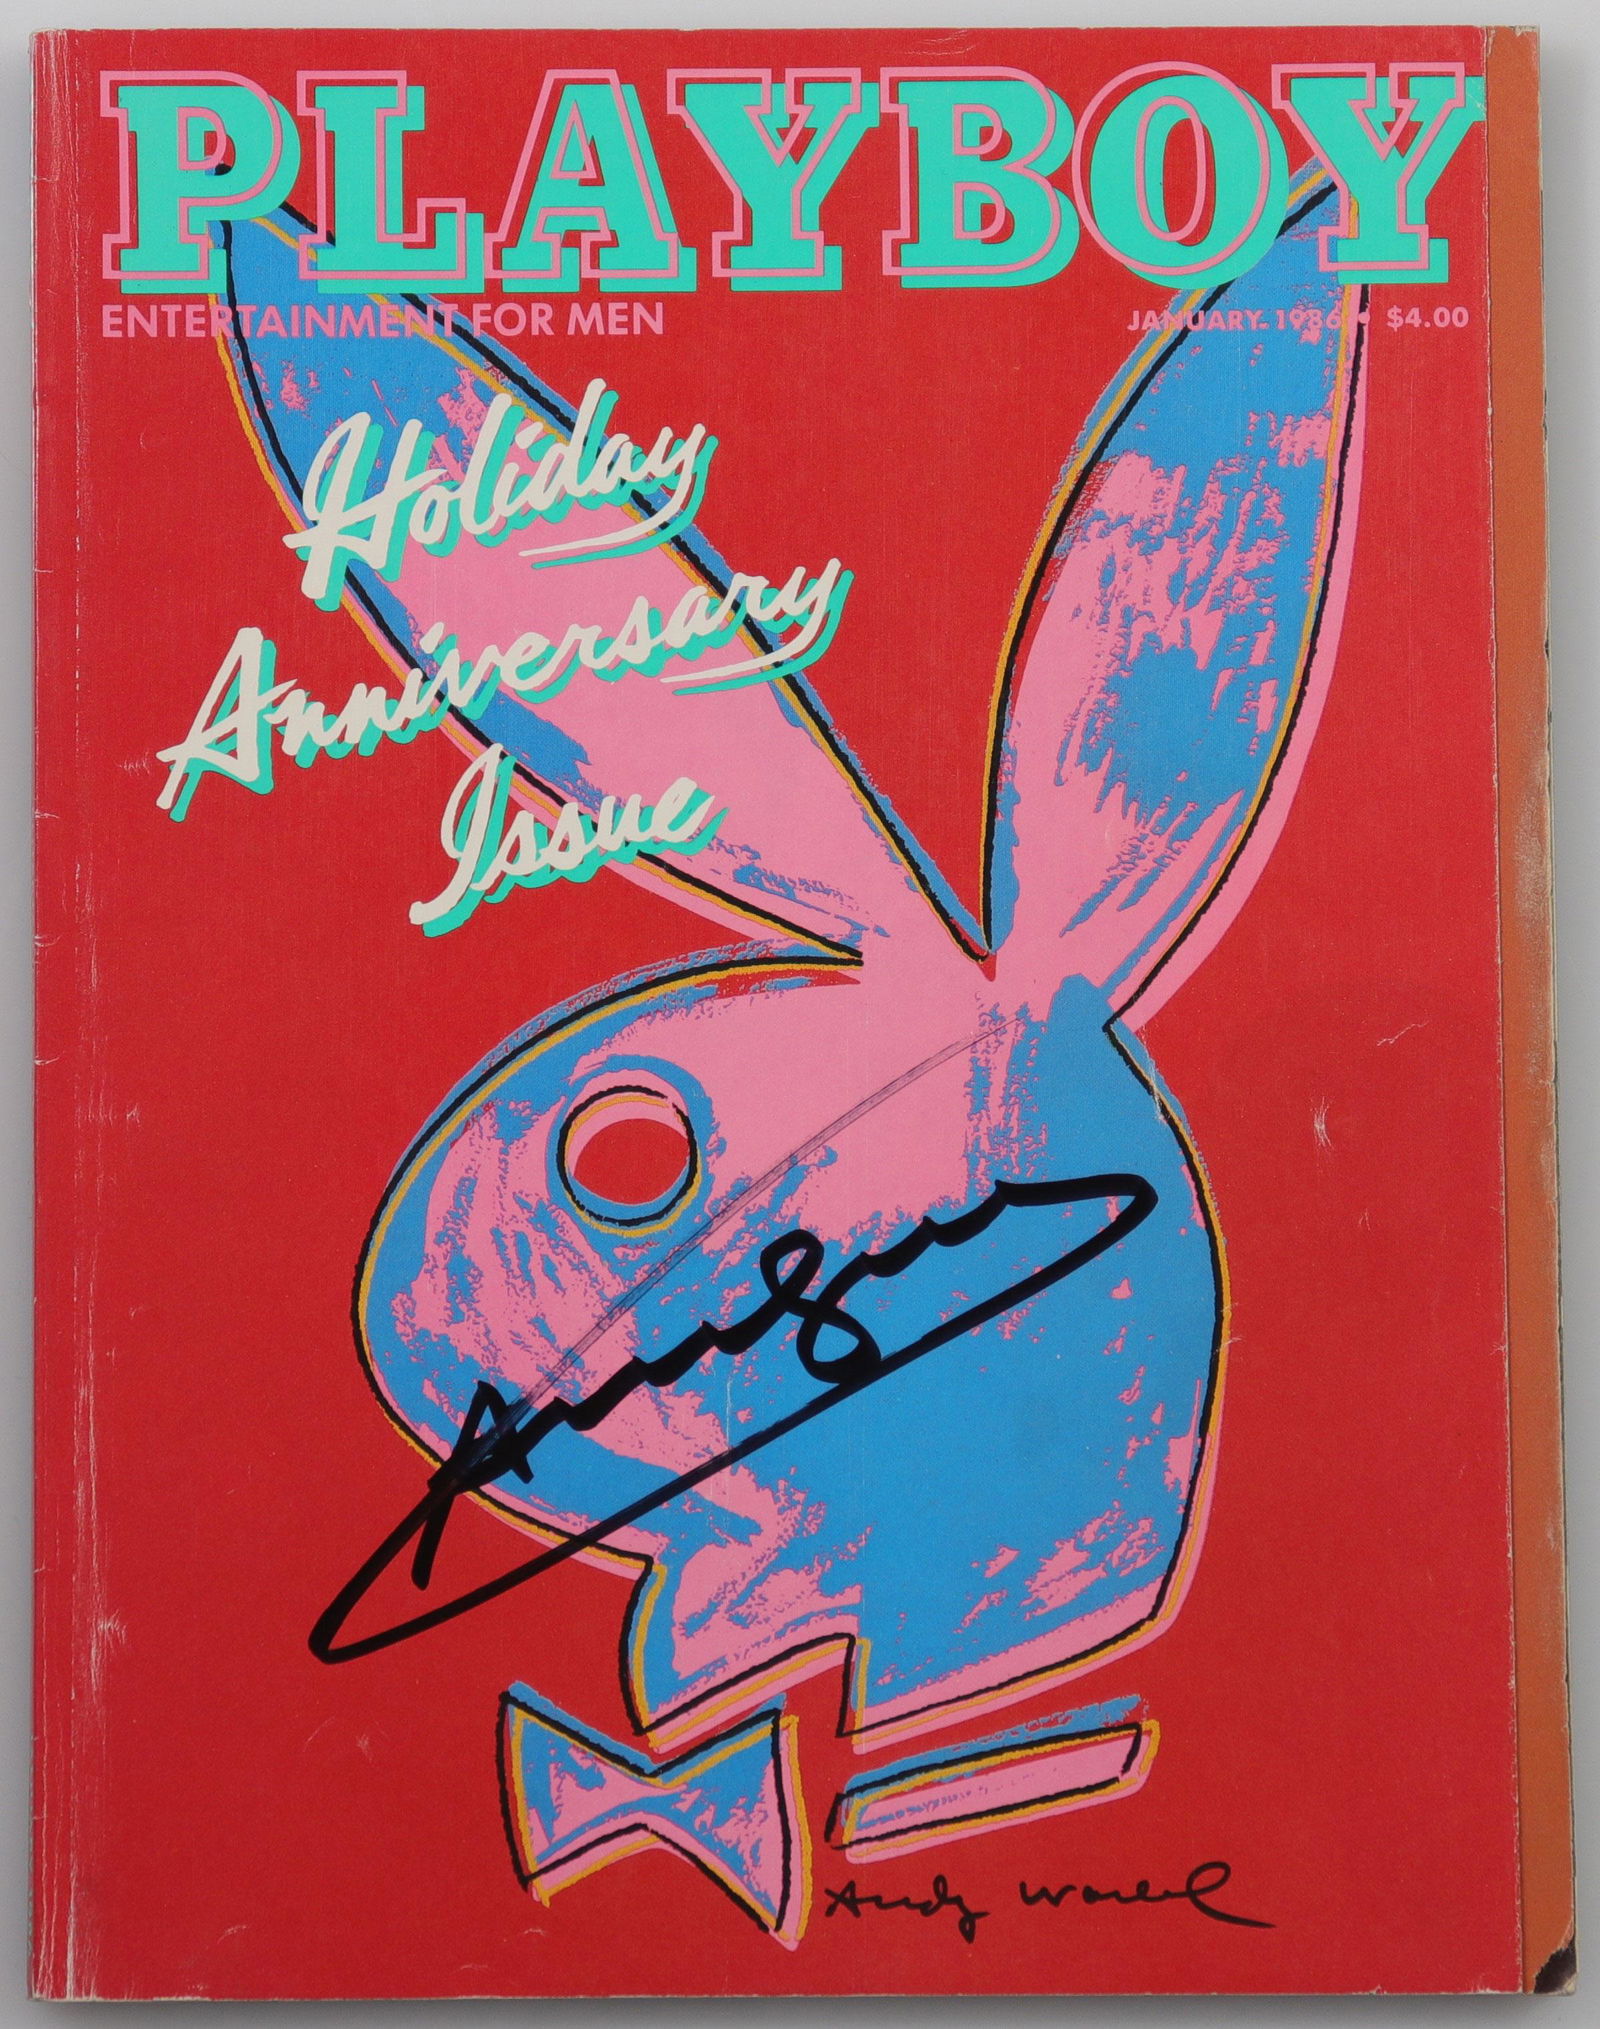 PLAYBOY
ENTERTAINMENT FOR MEN
JANUARY 1986 • $4.00
Holiday
Anniversary
Issue
Andy Warhol